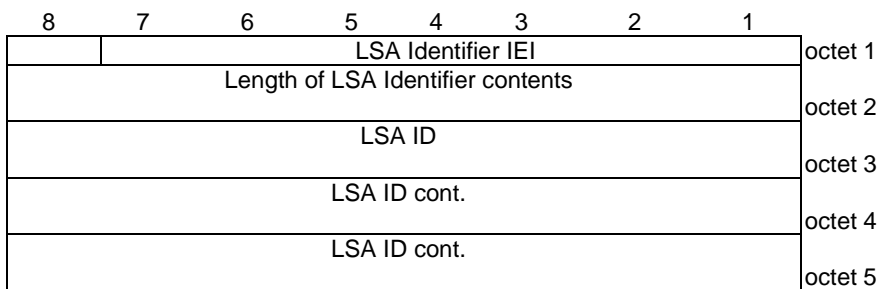 8 7 6 5 4 3 2 1
LSA Identifier IEI octet 1
Length of LSA Identifier contents
octet 2
LSA ID
octet 3
LSA ID cont.
octet 4
LSA ID cont.
octet 5